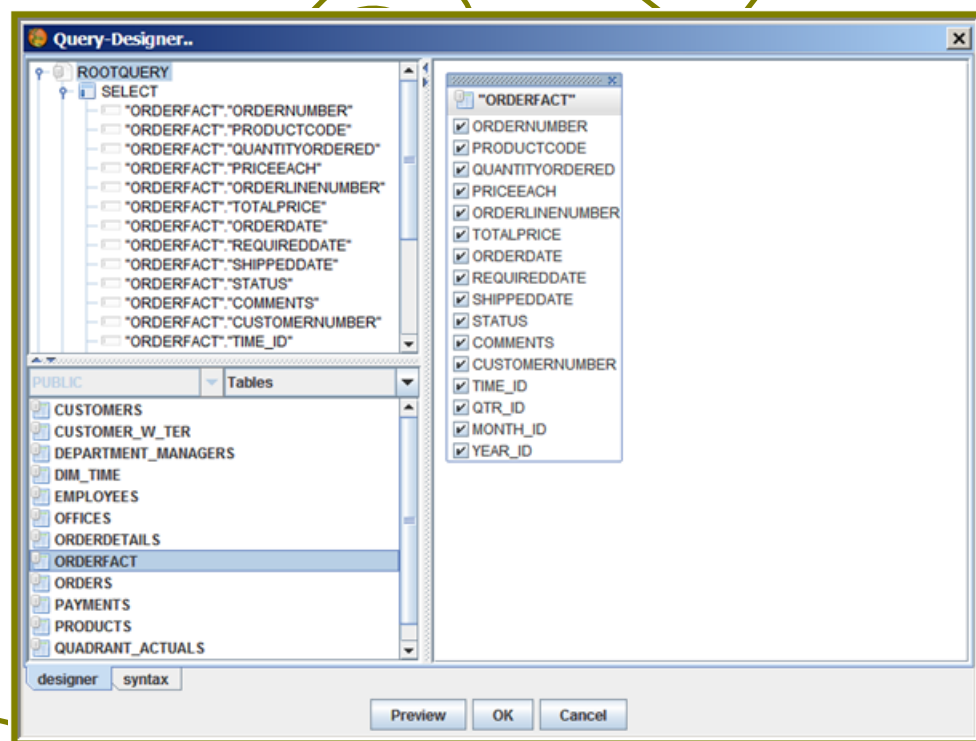 Query-Designer..
ROOTQUERY
SELECT
"ORDERFACT"."ORDERNUMBER"
"ORDERFACT"."PRODUCTCODE"
"ORDERFACT"."QUANTITYORDERED"
"ORDERFACT"."PRICEEACH"
"ORDERFACT"."ORDERLINENUMBER"
"ORDERFACT"."TOTALPRICE"
"ORDERFACT"."ORDERDATE"
"ORDERFACT"."REQUIREDDATE"
"ORDERFACT"."SHIPPEDDATE"
"ORDERFACT"."STATUS"
"ORDERFACT"."COMMENTS"
"ORDERFACT"."CUSTOMERNUMBER"
"ORDERFACT"."TIME_ID"
PUBLIC
Tables
CUSTOMERS
CUSTOMER_W_TER
DEPARTMENT_MANAGERS
DIM_TIME
EMPLOYEES
OFFICES
ORDERDETAILS
ORDERFACT
ORDERS
PAYMENTS
PRODUCTS
QUADRANT_ACTUALS
"ORDERFACT"
ORDERNUMBER
PRODUCTCODE
QUANTITYORDERED
PRICEEACH
ORDERLINENUMBER
TOTALPRICE
ORDERDATE
REQUIREDDATE
SHIPPEDDATE
STATUS
COMMENTS
CUSTOMERNUMBER
TIME_ID
QTR_ID
MONTH_ID
YEAR_ID
designer syntax
Preview OK Cancel